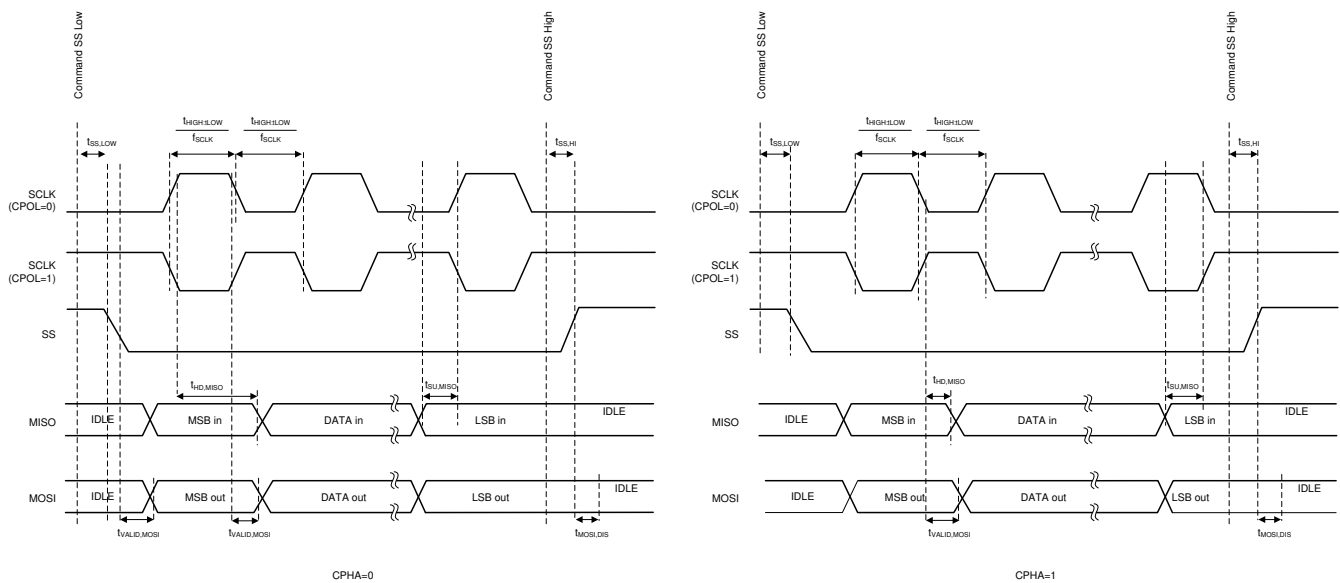 Command SS Low
Command SS High
tHIGH:tLOW
fSCLK
tHIGH:tLOW
fSCLK
tSS,LOW
tSS,HI
SCLK
(CPOL=0)
SCLK
(CPOL=1)
SS
tHD,MISO
tSU,MISO
MISO
IDLE
MSB in
DATA in
LSB in
IDLE
MOSI
IDLE
MSB out
DATA out
LSB out
IDLE
tVALID,MOSI
tVALID,MOSI
tMOSI,DIS
CPHA=0
Command SS Low
Command SS High
tHIGH:tLOW
fSCLK
tHIGH:tLOW
fSCLK
tSS,LOW
tSS,HI
SCLK
(CPOL=0)
SCLK
(CPOL=1)
SS
tHD,MISO
tSU,MISO
MISO
IDLE
MSB in
DATA in
LSB in
IDLE
MOSI
IDLE
MSB out
DATA out
LSB out
IDLE
tVALID,MOSI
tMOSI,DIS
CPHA=1